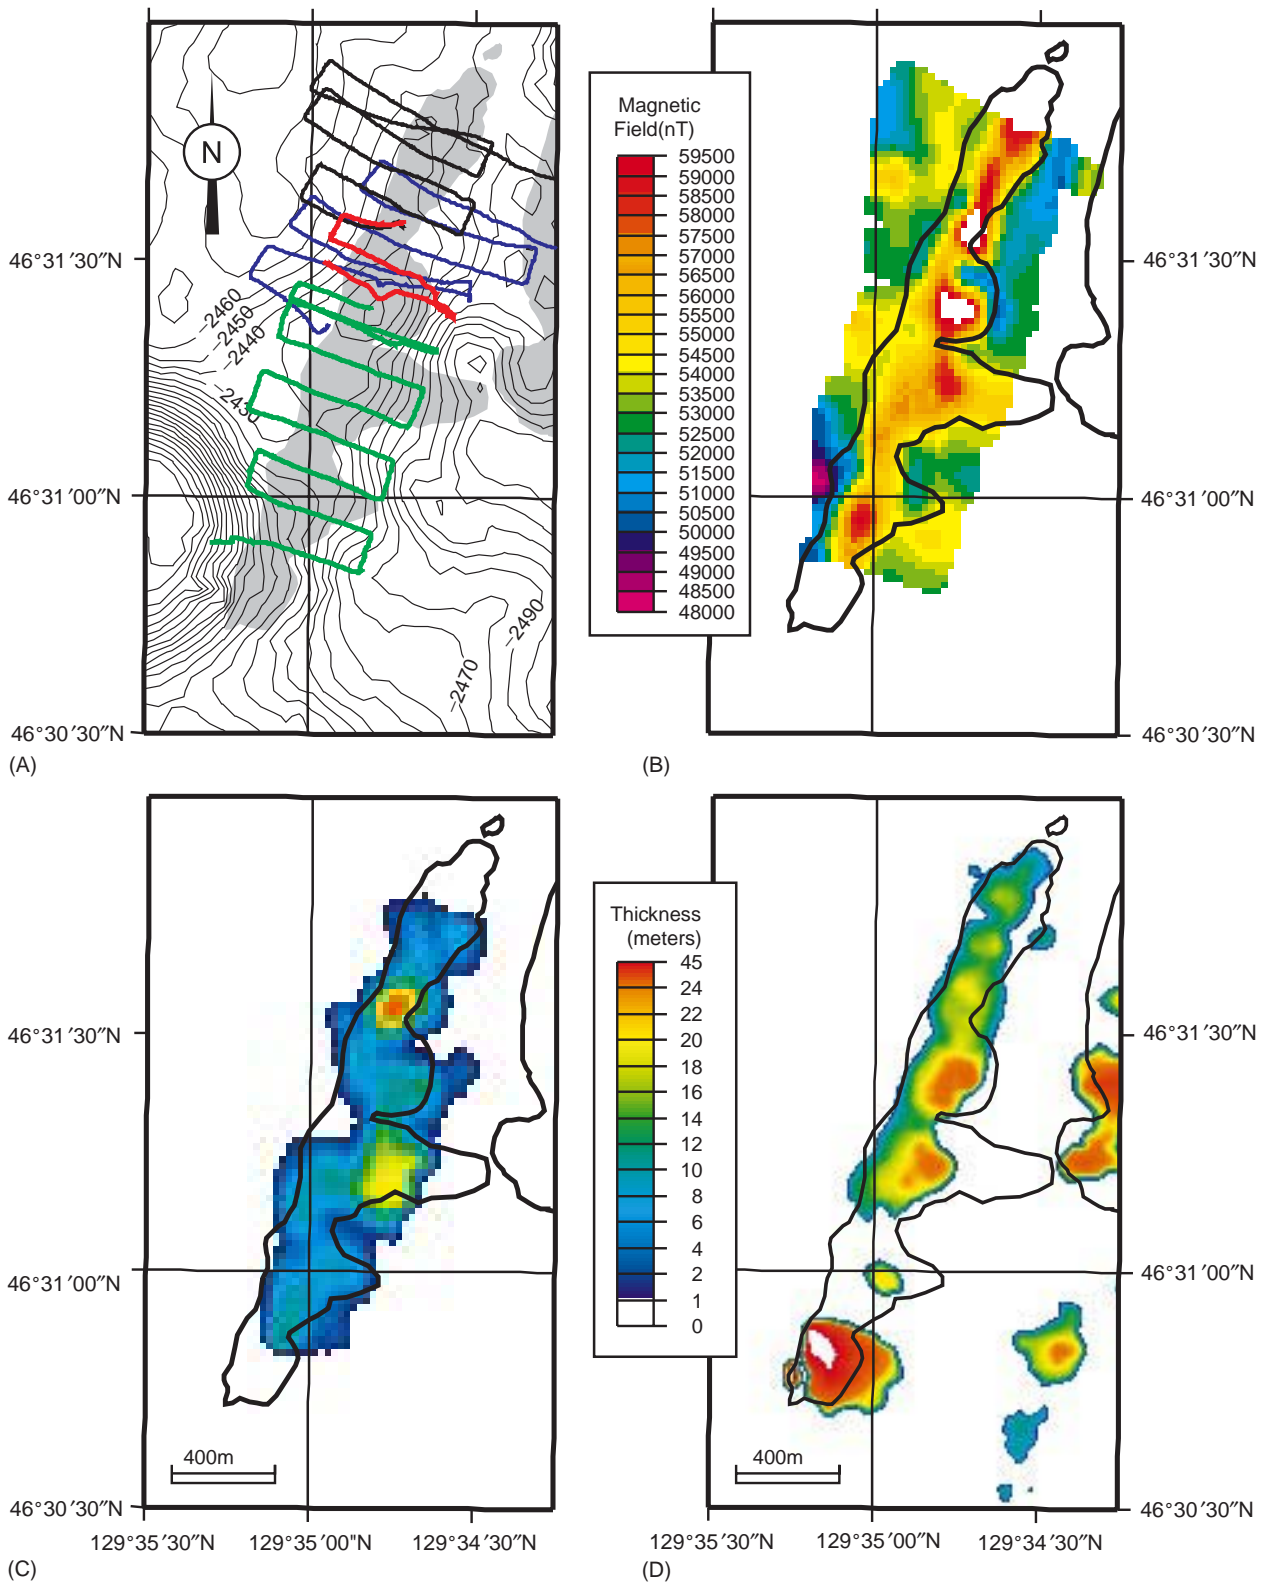 N
−2460
−2450
−2440
−2430
−2490
−2470
46°31′30″N
46°31′00″N
46°30′30″N
(A)
Magnetic
Field(nT)
59500
59000
58500
58000
57500
57000
56500
56000
55500
55000
54500
54000
53500
53000
52500
52000
51500
51000
50500
50000
49500
49000
48500
48000
46°31′30″N
46°31′00″N
46°30′30″N
(B)
46°31′30″N
46°31′00″N
46°30′30″N
400m
129°35′30″N
129°35′00"N
129°34′30″N
(C)
Thickness
(meters)
45
24
22
20
18
16
14
12
10
8
6
4
2
1
0
400m
46°31′30″N
46°31′00″N
46°30′30″N
129°35′00″N
129°34′30″N
(D)